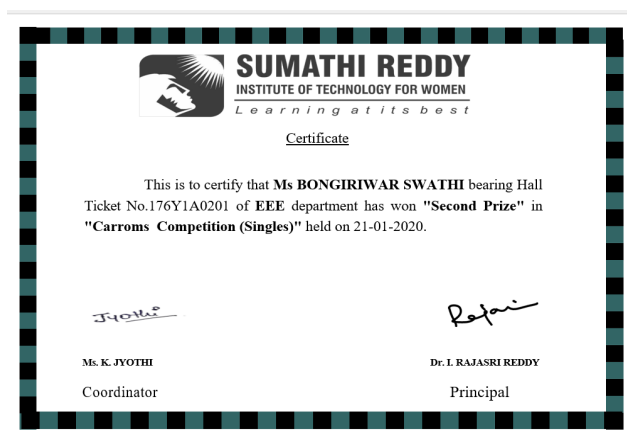 SUMATHI REDDY
INSTITUTE OF TECHNOLOGY FOR WOMEN
Learning at its best
Certificate
This is to certify that Ms BONGIRIWAR SWATHI bearing Hall
Ticket No.176Y1A0201 of EEE department has won "Second Prize" in
"Carroms Competition (Singles)" held on 21-01-2020.
Jyothi
Ms. K. JYOTHI
Dr. I. RAJASRI REDDY
Coordinator
Principal